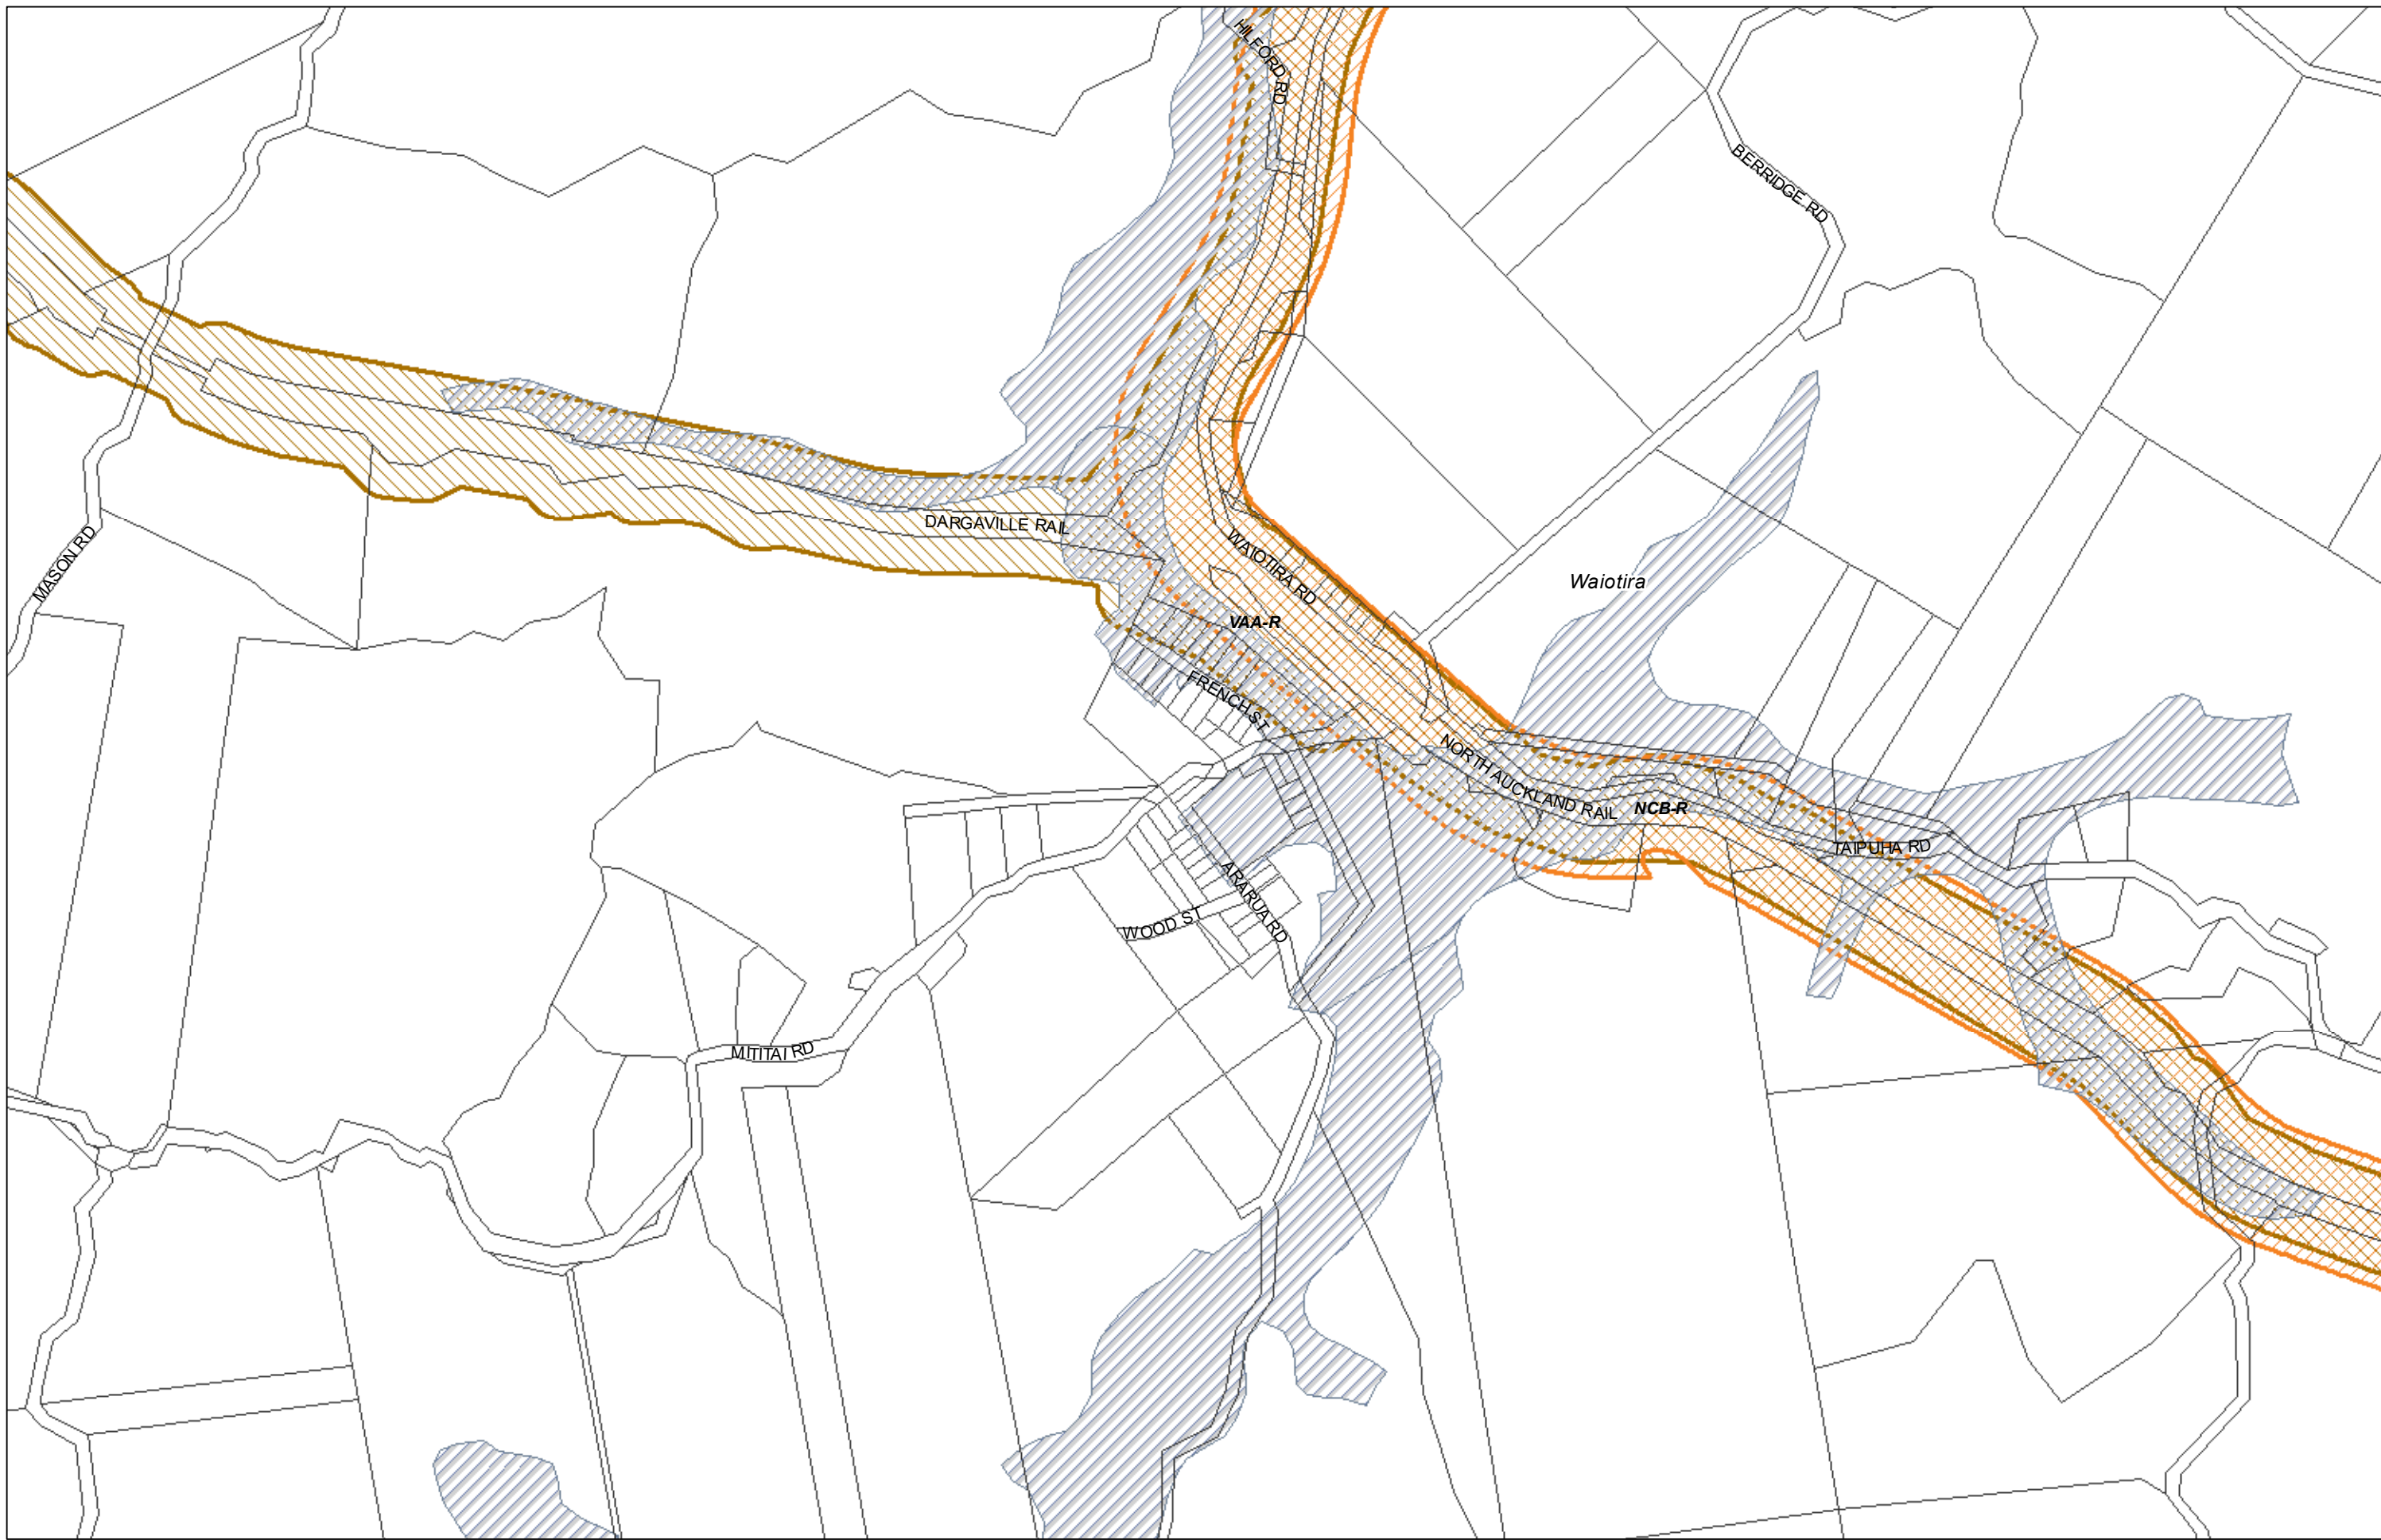 HILFORD RD
BERRIDGE RD
DARGAVILLE RAIL
MASON RD
WAIOTIRA RD
Waiotira
VAA-R
FRENCH ST
NORTH AUCKLAND RAIL
NCB-R
TAIPUHA RD
ARARUA RD
WOOD ST
MITITAI RD